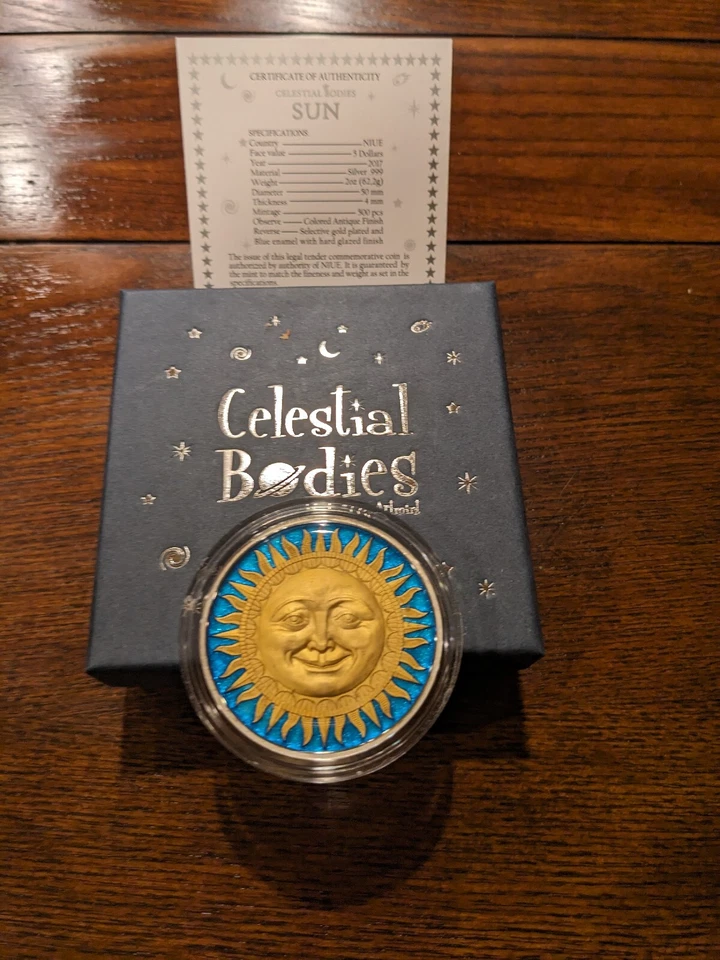 CERTIFICATE OF AUTHENTICITY
CELESTIAL BODIES
SUN
SPECIFICATIONS
Country NIUE
Face value 5 Dollars
Year 2017
Material Silver .999
Weight 2oz (62,2g)
Diameter 50 mm
Thickness 4 mm
Mintage 500 pcs
Observe Colored Antique Finish
Reverse Selective gold plated and
Blue enamel with hard glazed finish
The issue of this legal tender commemorative coin is
authorized by authority of NIUE. It is guaranteed by
the mint to match the fineness and weight as set in the
specifications.
Celestial
Bodies